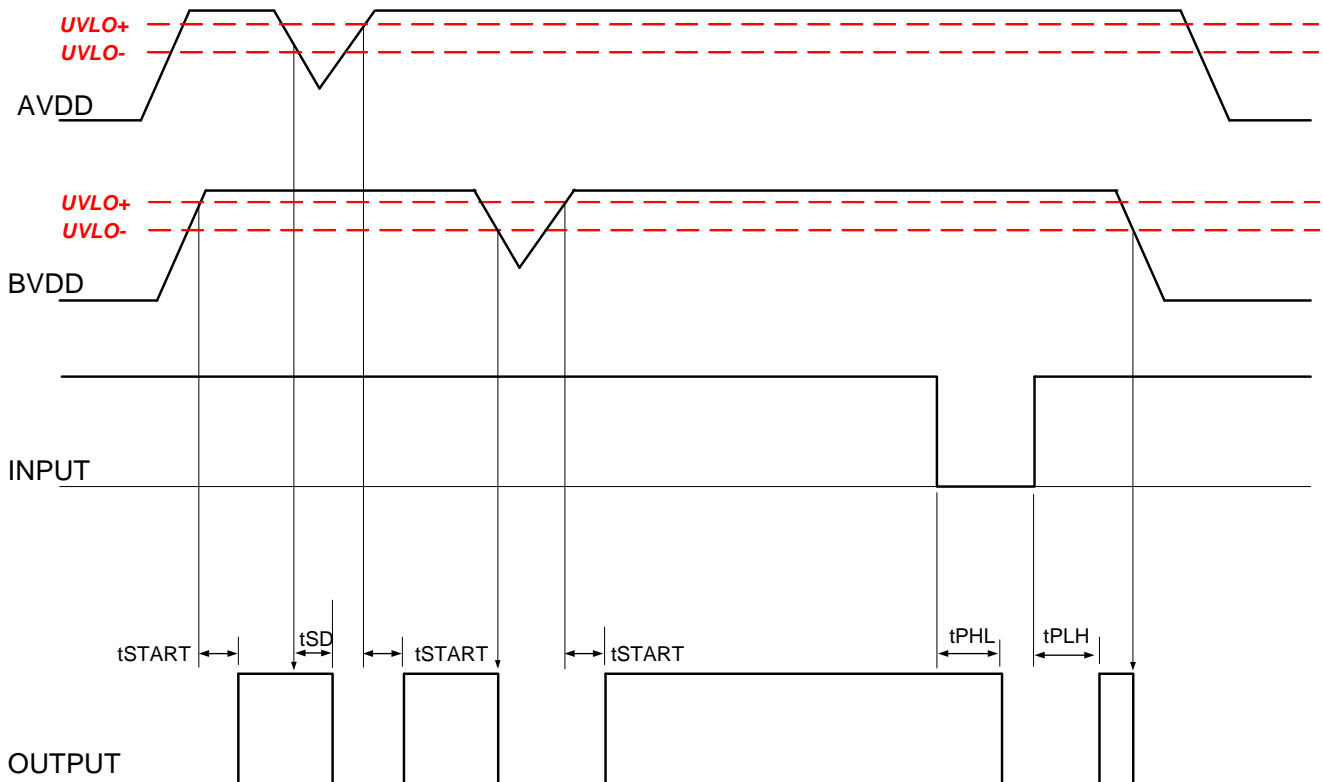 UVLO+
UVLO-
AVDD
UVLO+
UVLO-
BVDD
INPUT
tSTART
tSD
tSTART
tSTART
tPHL
tPLH
OUTPUT